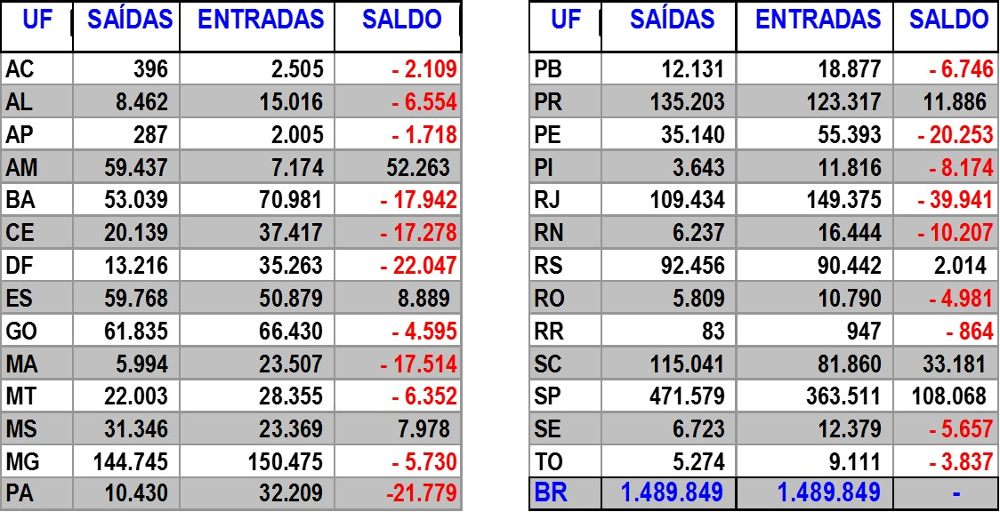 UF SAÍDAS ENTRADAS SALDO
AC 396 2.505 - 2.109
AL 8.462 15.016 - 6.554
AP 287 2.005 - 1.718
AM 59.437 7.174 52.263
BA 53.039 70.981 - 17.942
CE 20.139 37.417 - 17.278
DF 13.216 35.263 - 22.047
ES 59.768 50.879 8.889
GO 61.835 66.430 - 4.595
MA 5.994 23.507 - 17.514
MT 22.003 28.355 - 6.352
MS 31.346 23.369 7.978
MG 144.745 150.475 - 5.730
PA 10.430 32.209 -21.779
UF SAÍDAS ENTRADAS SALDO
PB 12.131 18.877 - 6.746
PR 135.203 123.317 11.886
PE 35.140 55.393 - 20.253
PI 3.643 11.816 - 8.174
RJ 109.434 149.375 - 39.941
RN 6.237 16.444 - 10.207
RS 92.456 90.442 2.014
RO 5.809 10.790 - 4.981
RR 83 947 - 864
SC 115.041 81.860 33.181
SP 471.579 363.511 108.068
SE 6.723 12.379 - 5.657
TO 5.274 9.111 - 3.837
BR 1.489.849 1.489.849 -